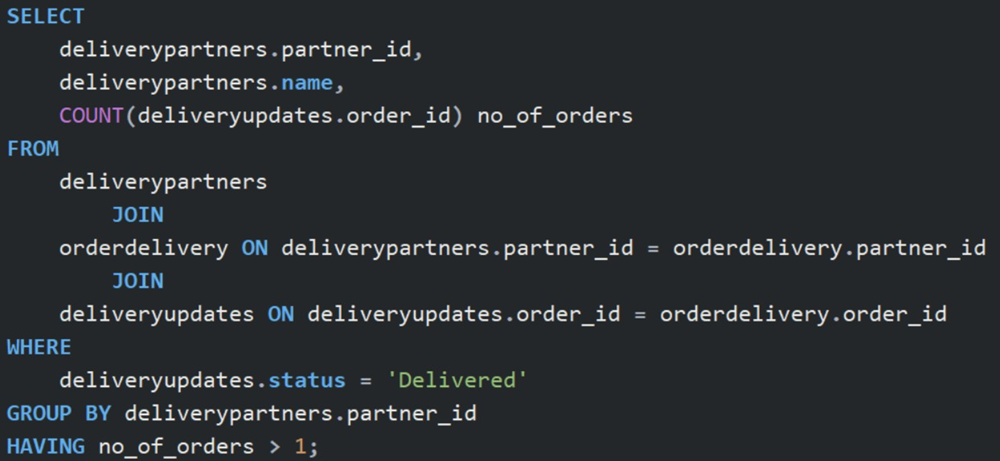 SELECT
    deliverypartners.partner_id,
    deliverypartners.name,
    COUNT(deliveryupdates.order_id) no_of_orders
FROM
    deliverypartners
        JOIN
    orderdelivery ON deliverypartners.partner_id = orderdelivery.partner_id
        JOIN
    deliveryupdates ON deliveryupdates.order_id = orderdelivery.order_id
WHERE
    deliveryupdates.status = 'Delivered'
GROUP BY deliverypartners.partner_id
HAVING no_of_orders > 1;